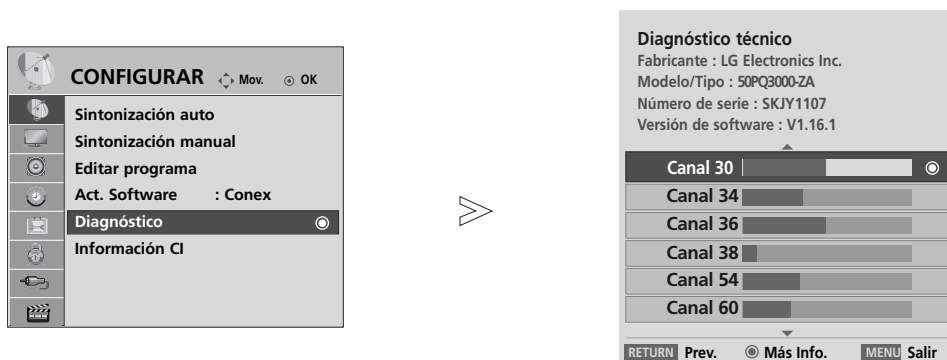 CONFIGURAR Mov. OK
Sintonización auto
Sintonización manual
Editar programa
Act. Software : Conex
Diagnóstico
Información CI
Diagnóstico técnico
Fabricante : LG Electronics Inc.
Modelo/Tipo : 50PQ3000-ZA
Número de serie : SKJY1107
Versión de software : V1.16.1
Canal 30
Canal 34
Canal 36
Canal 38
Canal 54
Canal 60
RETURN Prev. Más Info. MENU Salir